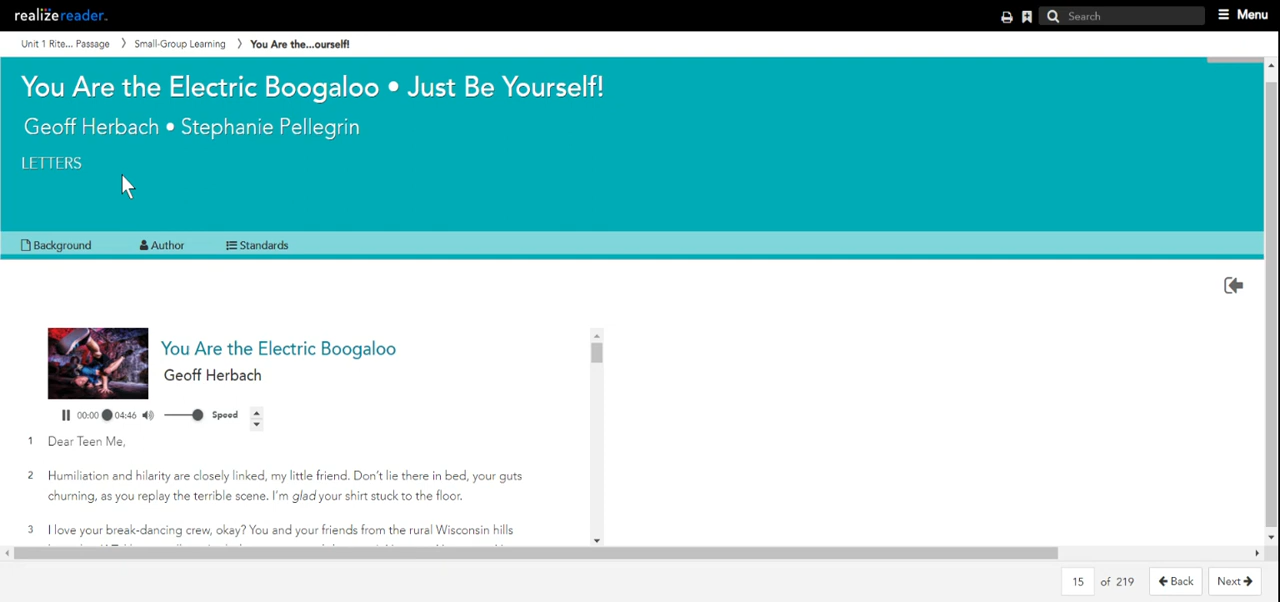 realizereader.
Search
Menu
Unit 1 Rite... Passage
Small-Group Learning
You Are the...ourself!
You Are the Electric Boogaloo • Just Be Yourself!
Geoff Herbach • Stephanie Pellegrin
LETTERS
Background
Author
Standards
You Are the Electric Boogaloo
Geoff Herbach
00:00
04:46
Speed
1 Dear Teen Me,
2 Humiliation and hilarity are closely linked, my little friend. Don't lie there in bed, your guts
churning, as you replay the terrible scene. I'm glad your shirt stuck to the floor.
3 I love your break-dancing crew, okay? You and your friends from the rural Wisconsin hills
15 of 219
Back
Next